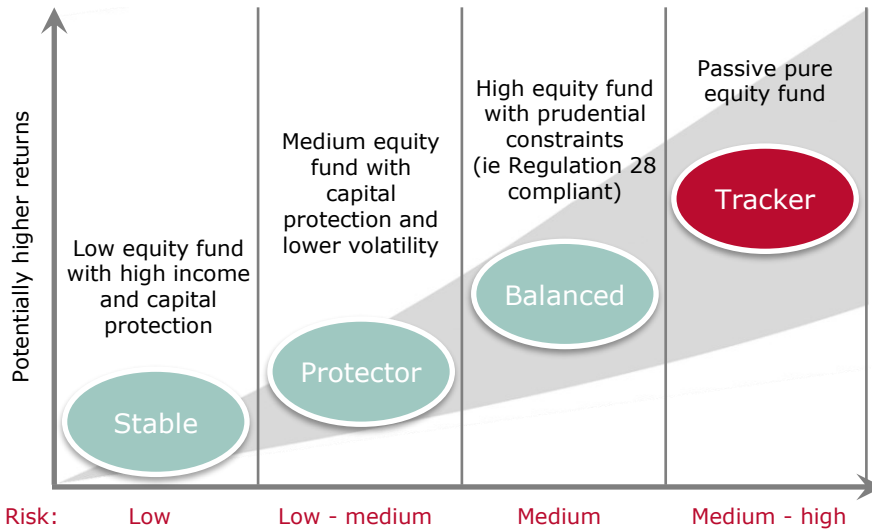 Potentially higher returns
Low equity fund
with high income
and capital
protection
Stable
Medium equity
fund with
capital
protection and
lower volatility
Protector
High equity fund
with prudential
constraints
(ie Regulation 28
compliant)
Balanced
Passive pure
equity fund
Tracker
Risk: Low Low - medium Medium Medium - high